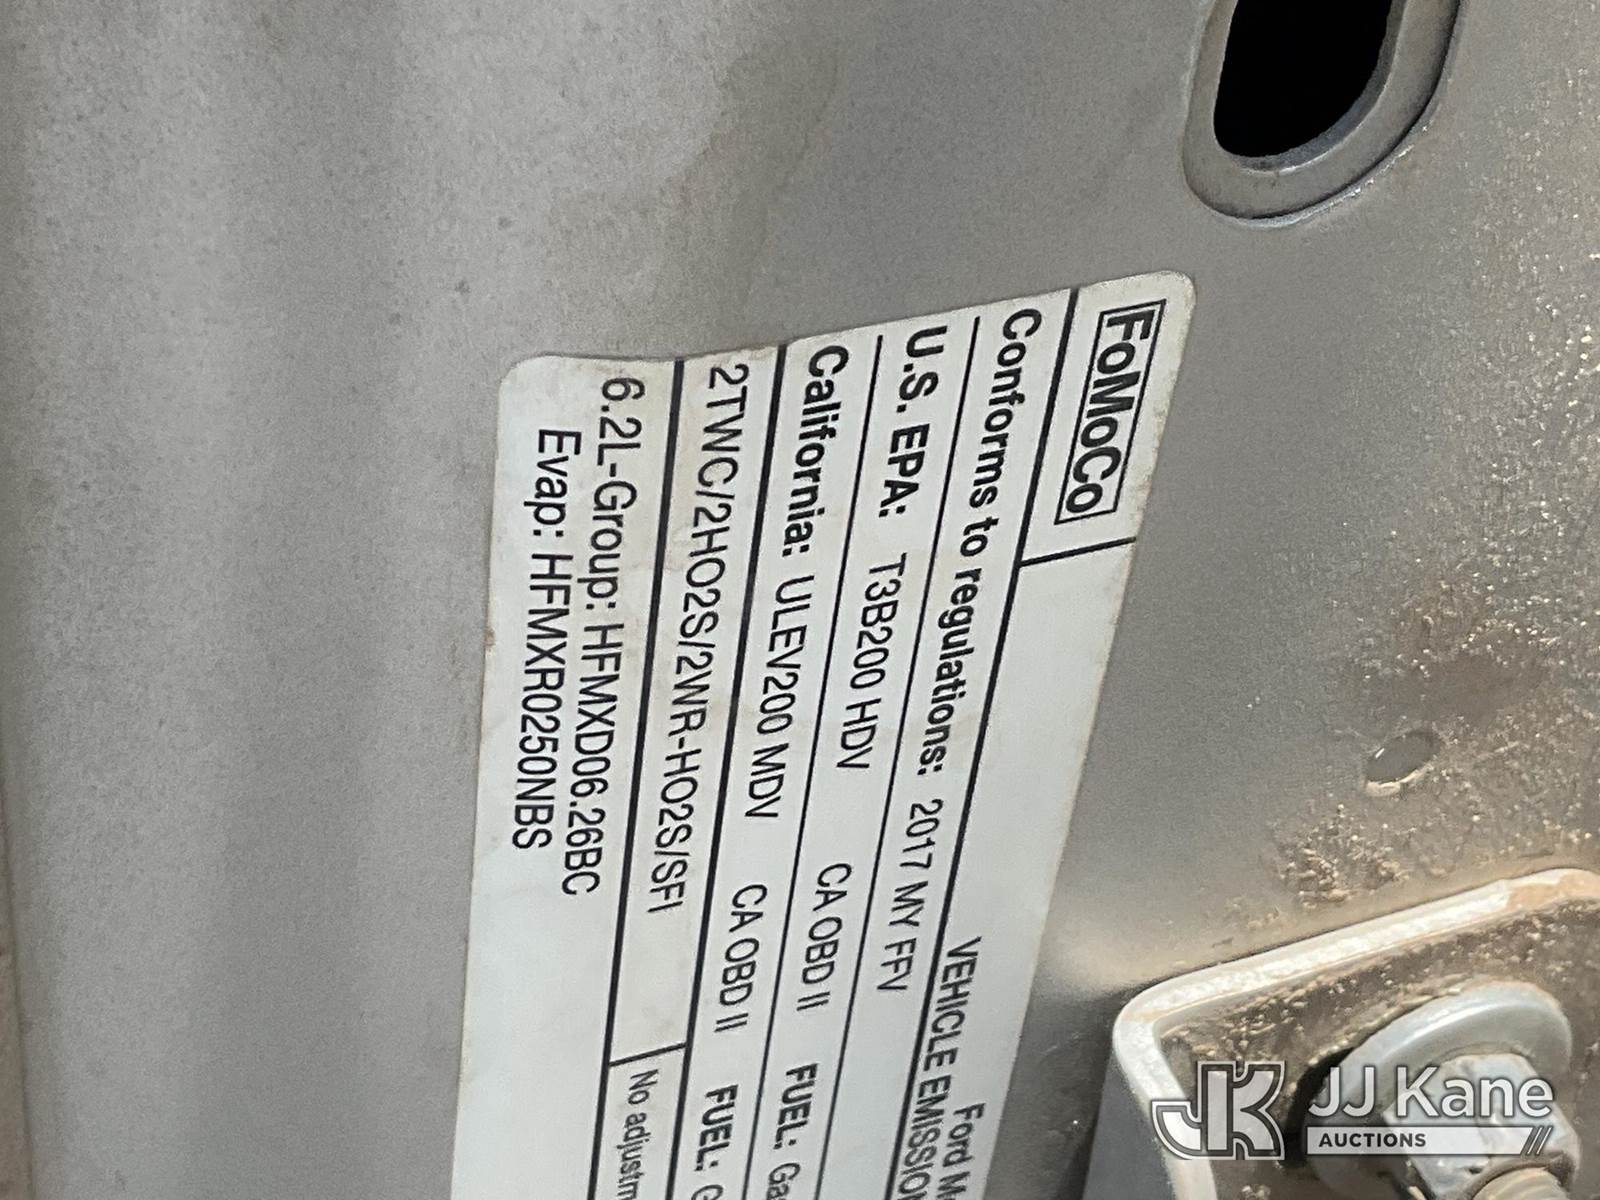 FoMoCo
Ford
VEHICLE EMISSION
Conforms to regulations: 2017 MY FFV
U.S. EPA: T3B200 HDV CA OBD II FUEL:
California: ULEV200 MDV CA OBD II FUEL:
2TWC/2HO2S/2WR-HO2S/SFI
No
6.2L-Group: HFMXD06.26BC
Evap: HFMXR0250NBS
JK JJ Kane
AUCTIONS